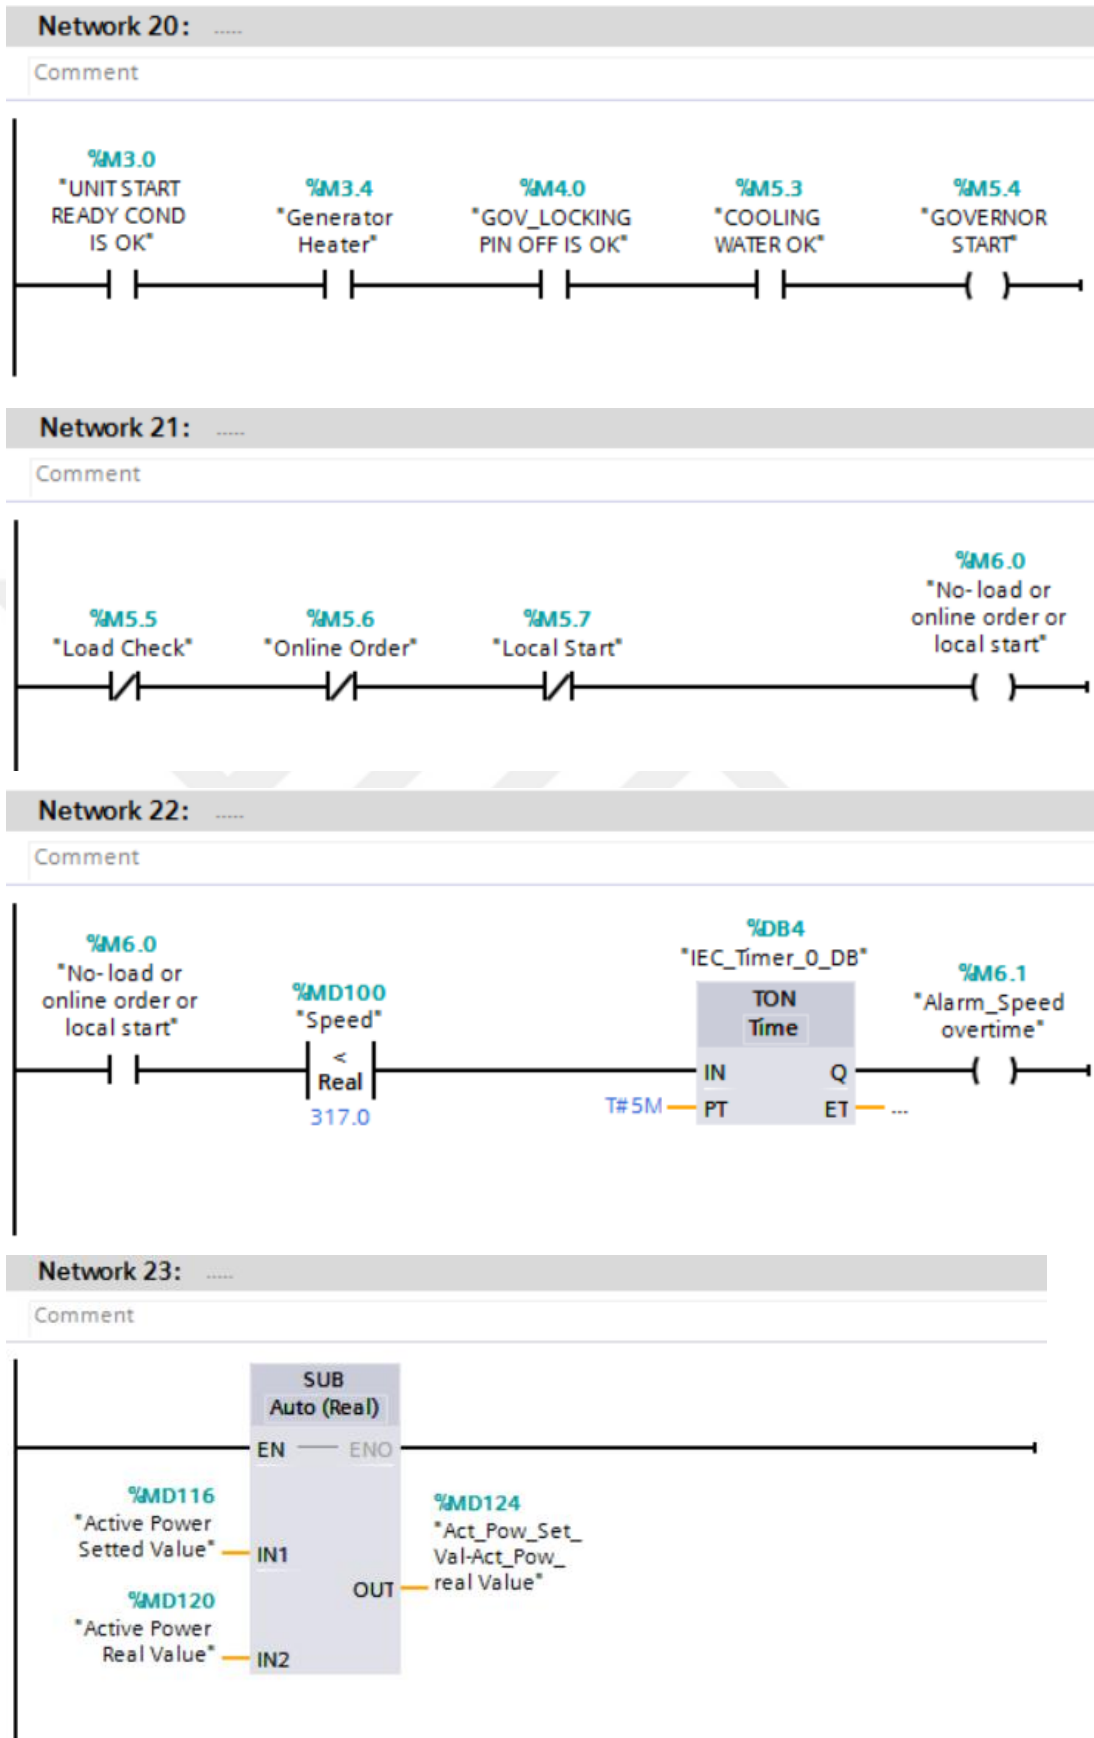 Network 20: .....
Comment
%M3.0
"UNIT START
READY COND
IS OK"
%M3.4
"Generator
Heater"
%M4.0
"GOV_LOCKING
PIN OFF IS OK"
%M5.3
"COOLING
WATER OK"
%M5.4
"GOVERNOR
START"
Network 21: .....
Comment
%M5.5
"Load Check"
%M5.6
"Online Order"
%M5.7
"Local Start"
%M6.0
"No-load or
online order or
local start"
Network 22: .....
Comment
%M6.0
"No-load or
online order or
local start"
%MD100
"Speed"
<
Real
317.0
%DB4
"IEC_Timer_0_DB"
TON
Time
IN Q
T#5M PT ET ...
%M6.1
"Alarm_Speed
overtime"
Network 23: .....
Comment
SUB
Auto (Real)
EN ENO
%MD116
"Active Power
Setted Value" IN1
%MD120
"Active Power
Real Value" IN2
OUT
%MD124
"Act_Pow_Set_
Val-Act_Pow_
real Value"